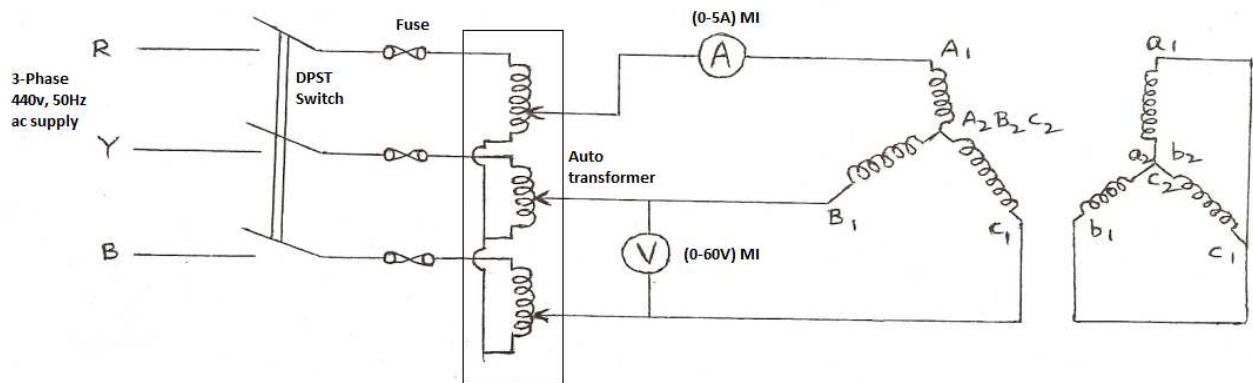 R
3-Phase
440v, 50Hz
ac supply
Y
B
DPST
Switch
Fuse
Auto
transformer
(0-5A) MI
A
V
(0-60V) MI
A1
A2 B2 C2
B1
C1
a1
a2 b2
c2
b1
c1